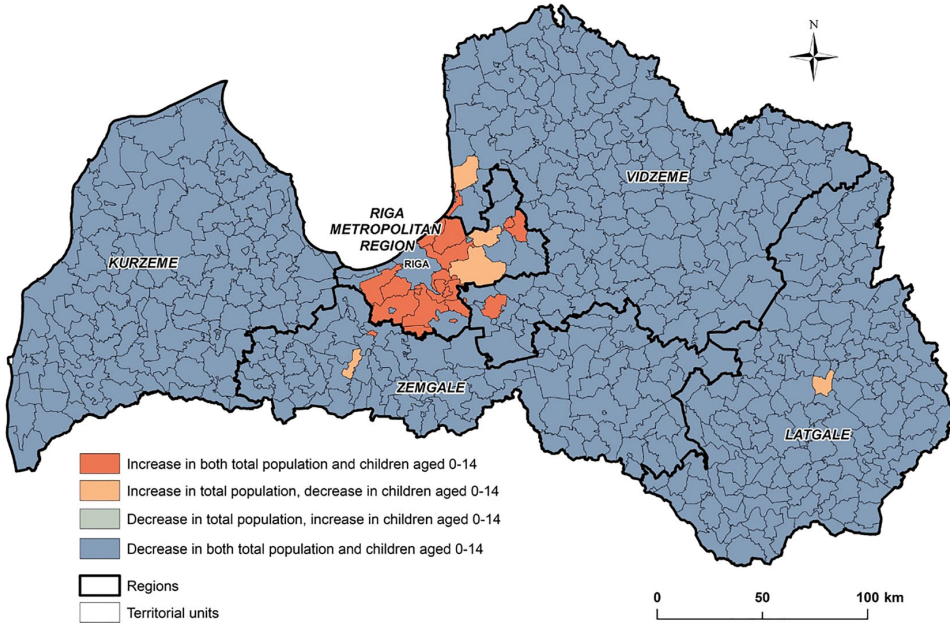 N
VIDZEME
RIGA
METROPOLITAN
REGION
RIGA
KURZEME
ZEMGALE
LATGALE
Increase in both total population and children aged 0-14
Increase in total population, decrease in children aged 0-14
Decrease in total population, increase in children aged 0-14
Decrease in both total population and children aged 0-14
Regions
Territorial units
0 50 100 km